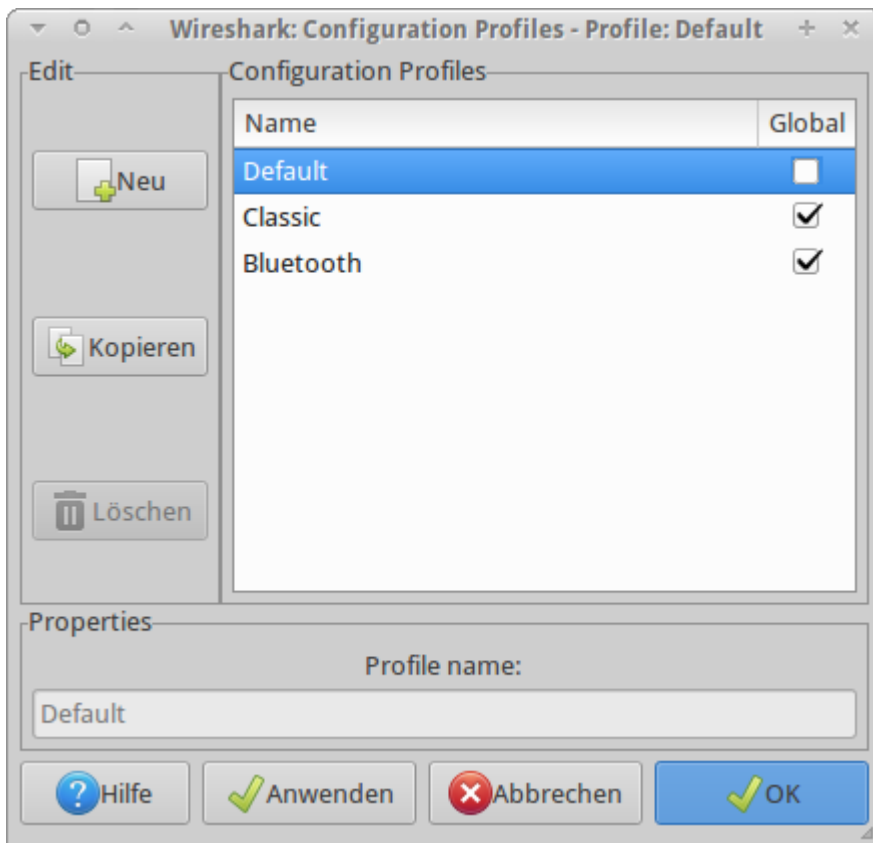 Wireshark: Configuration Profiles - Profile: Default
Edit
Configuration Profiles
Name Global
Neu
Default
Classic
Bluetooth
Kopieren
Löschen
Properties
Profile name:
Default
Hilfe Anwenden Abbrechen OK